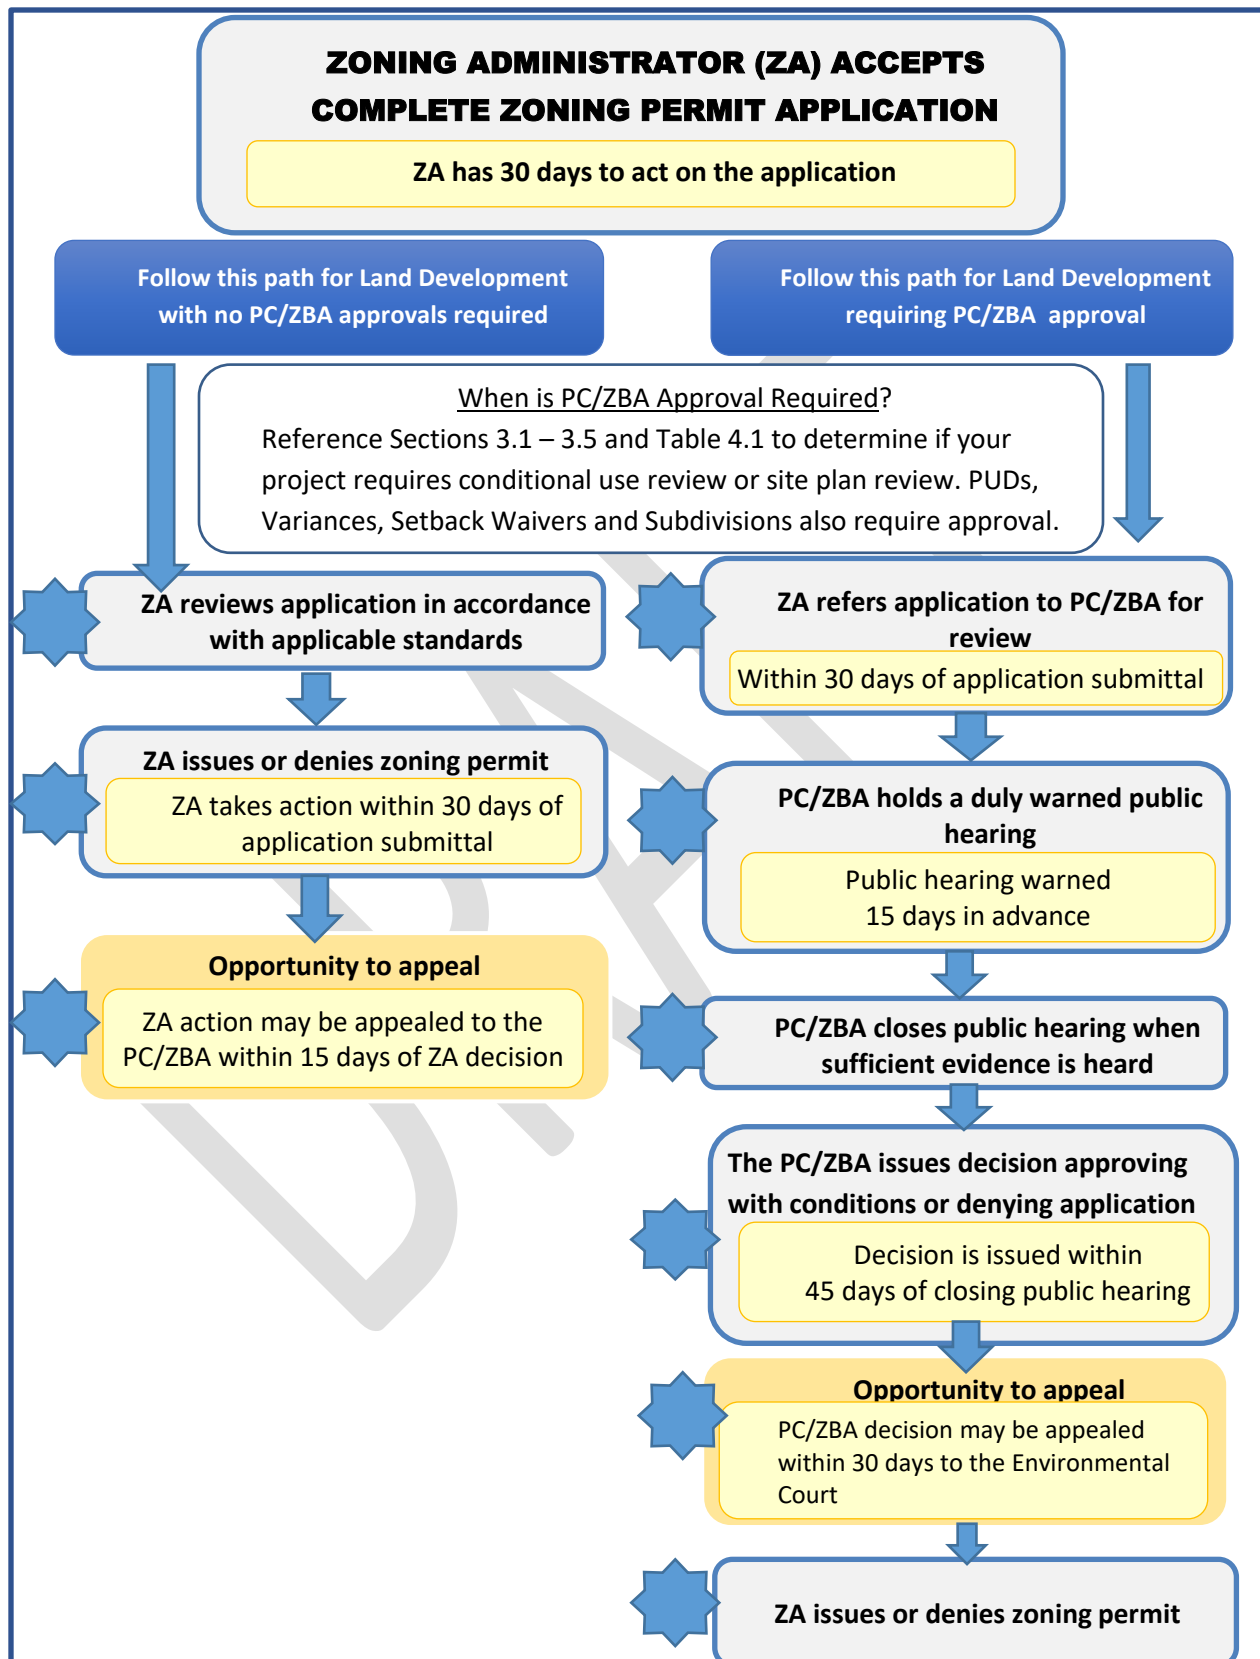 ZONING ADMINISTRATOR (ZA) ACCEPTS
COMPLETE ZONING PERMIT APPLICATION
ZA has 30 days to act on the application
Follow this path for Land Development
with no PC/ZBA approvals required
Follow this path for Land Development
requiring PC/ZBA approval
When is PC/ZBA Approval Required?
Reference Sections 3.1 – 3.5 and Table 4.1 to determine if your
project requires conditional use review or site plan review. PUDs,
Variances, Setback Waivers and Subdivisions also require approval.
ZA reviews application in accordance
with applicable standards
ZA issues or denies zoning permit
ZA takes action within 30 days of
application submittal
Opportunity to appeal
ZA action may be appealed to the
PC/ZBA within 15 days of ZA decision
ZA refers application to PC/ZBA for
review
Within 30 days of application submittal
PC/ZBA holds a duly warned public
hearing
Public hearing warned
15 days in advance
PC/ZBA closes public hearing when
sufficient evidence is heard
The PC/ZBA issues decision approving
with conditions or denying application
Decision is issued within
45 days of closing public hearing
Opportunity to appeal
PC/ZBA decision may be appealed
within 30 days to the Environmental
Court
ZA issues or denies zoning permit